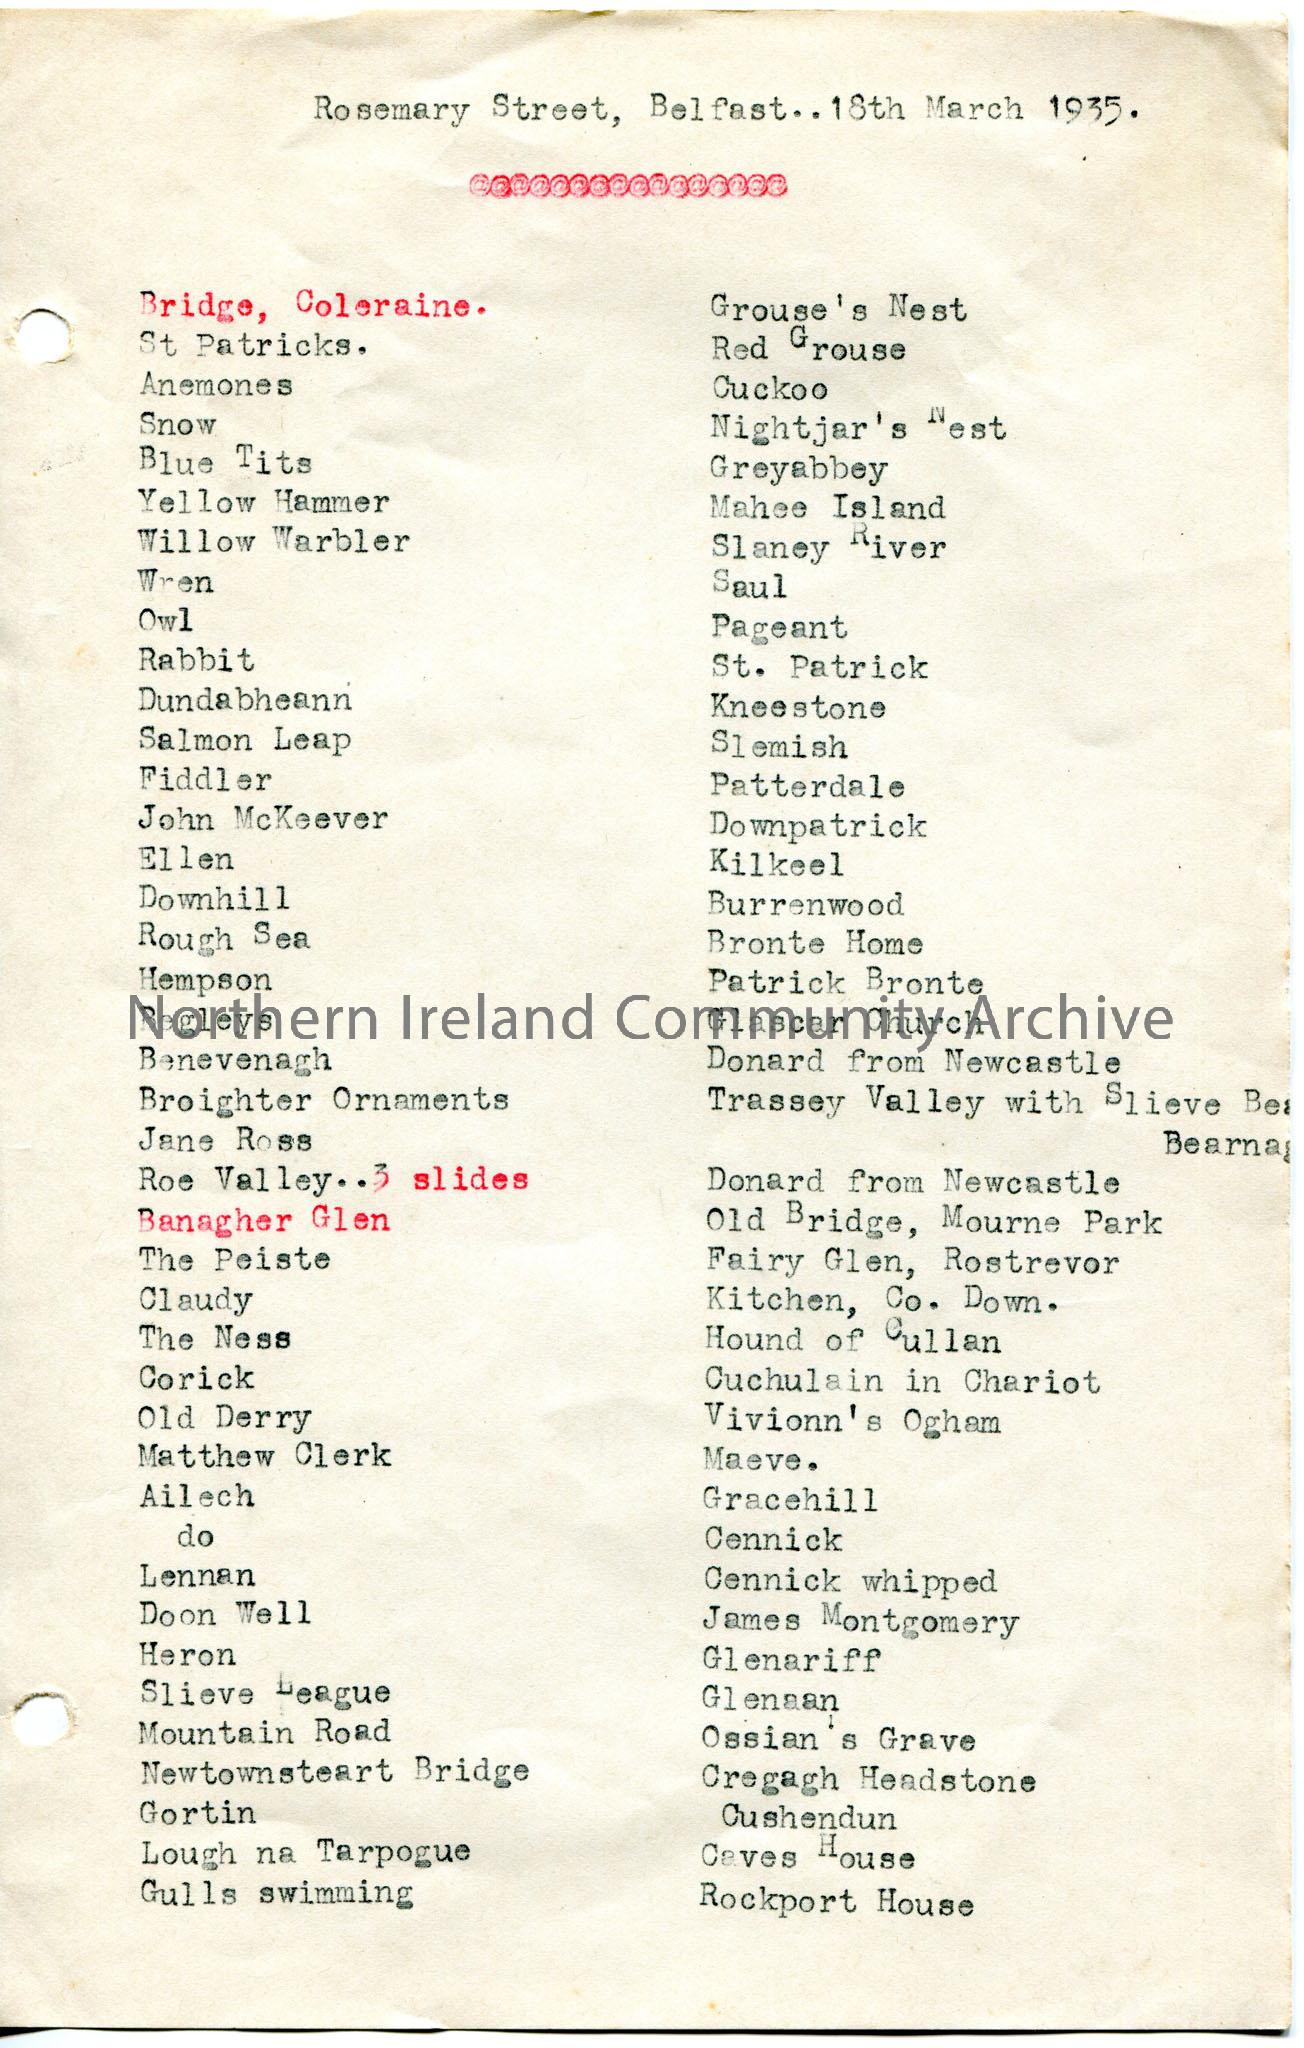 Rosemary Street, Belfast..18th March 1935.
@@@@@@@@@@@@@@@@
Bridge, Coleraine.
St Patricks.
Anemones
Snow
Blue Tits
Yellow Hammer
Willow Warbler
Wren
Owl
Rabbit
Dundabheann
Salmon Leap
Fiddler
John McKeever
Ellen
Downhill
Rough Sea
Hempson
Begleys
Benevenagh
Broighter Ornaments
Jane Ross
Roe Valley..3 slides
Banagher Glen
The Peiste
Claudy
The Ness
Corick
Old Derry
Matthew Clerk
Ailech
do
Lennan
Doon Well
Heron
Slieve League
Mountain Road
Newtownsteart Bridge
Gortin
Lough na Tarpogue
Gulls swimming
Grouse's Nest
Red Grouse
Cuckoo
Nightjar's Nest
Greyabbey
Mahee Island
Slaney River
Saul
Pageant
St. Patrick
Kneestone
Slemish
Patterdale
Downpatrick
Kilkeel
Burrenwood
Bronte Home
Patrick Bronte
Glascar Church
Donard from Newcastle
Trassey Valley with Slieve Bea
Bearnag
Donard from Newcastle
Old Bridge, Mourne Park
Fairy Glen, Rostrevor
Kitchen, Co. Down.
Hound of Cullan
Cuchulain in Chariot
Vivionn's Ogham
Maeve.
Gracehill
Cennick
Cennick whipped
James Montgomery
Glenariff
Glenaan
Ossian's Grave
Cregagh Headstone
Cushendun
Caves House
Rockport House
Northern Ireland Community Archive